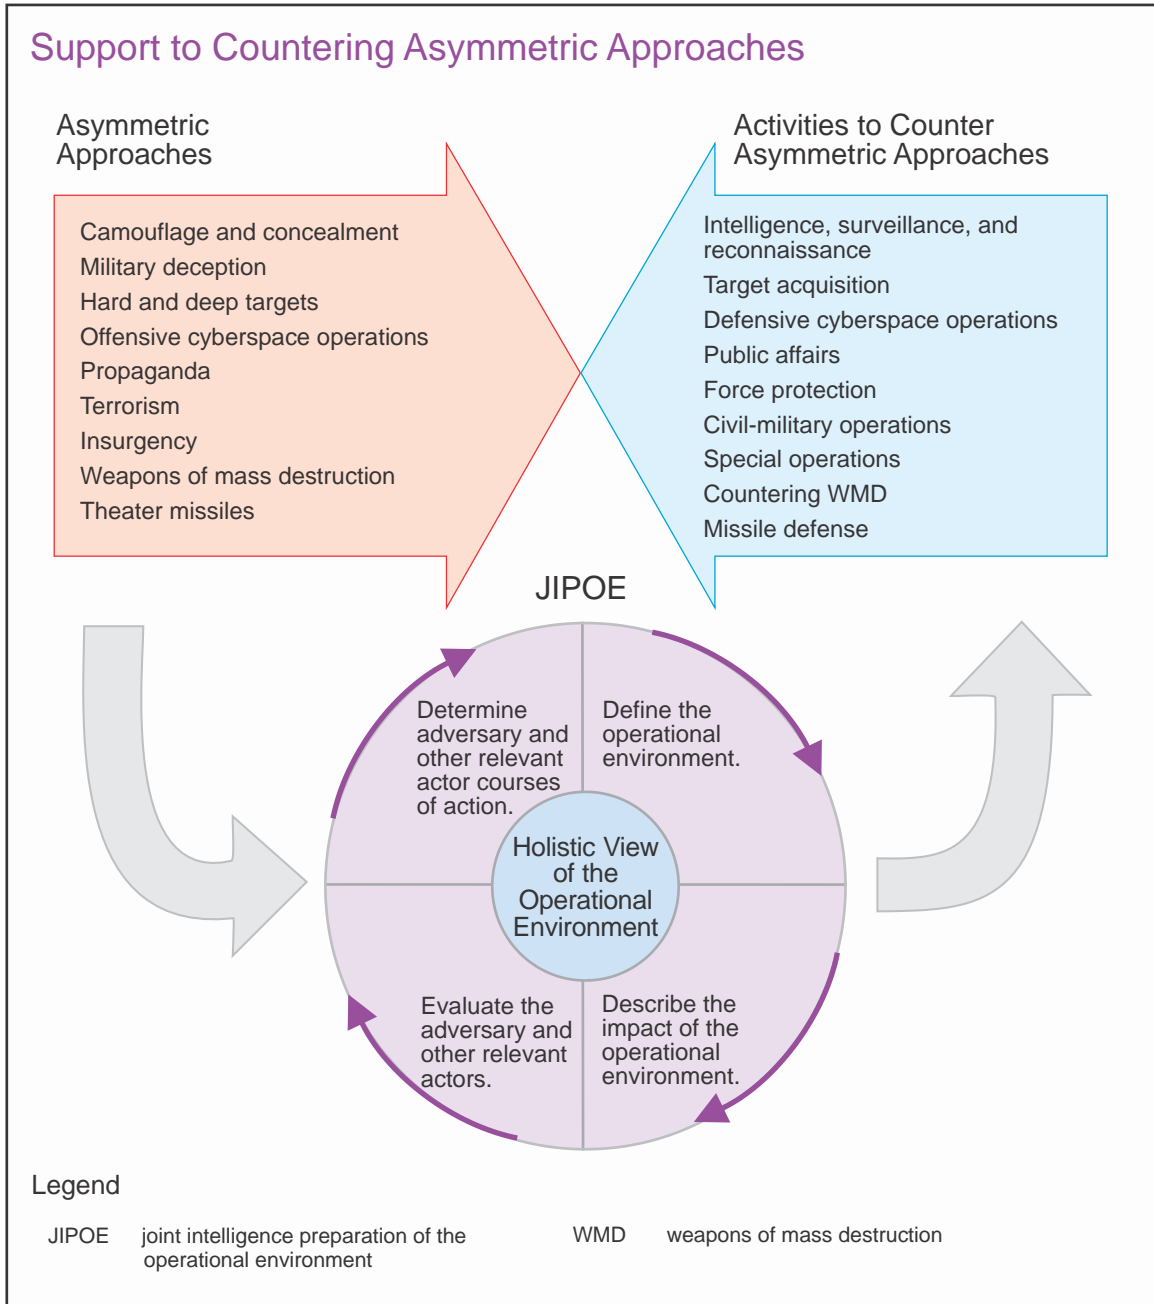 Support to Countering Asymmetric Approaches
Asymmetric
Approaches
Camouflage and concealment
Military deception
Hard and deep targets
Offensive cyberspace operations
Propaganda
Terrorism
Insurgency
Weapons of mass destruction
Theater missiles
Activities to Counter
Asymmetric Approaches
Intelligence, surveillance, and
reconnaissance
Target acquisition
Defensive cyberspace operations
Public affairs
Force protection
Civil-military operations
Special operations
Countering WMD
Missile defense
JIPOE
Determine
adversary and
other relevant
actor courses
of action.
Define the
operational
environment.
Holistic View
of the
Operational
Environment
Evaluate the
adversary and
other relevant
actors.
Describe the
impact of the
operational
environment.
Legend
JIPOE joint intelligence preparation of the
operational environment
WMD weapons of mass destruction